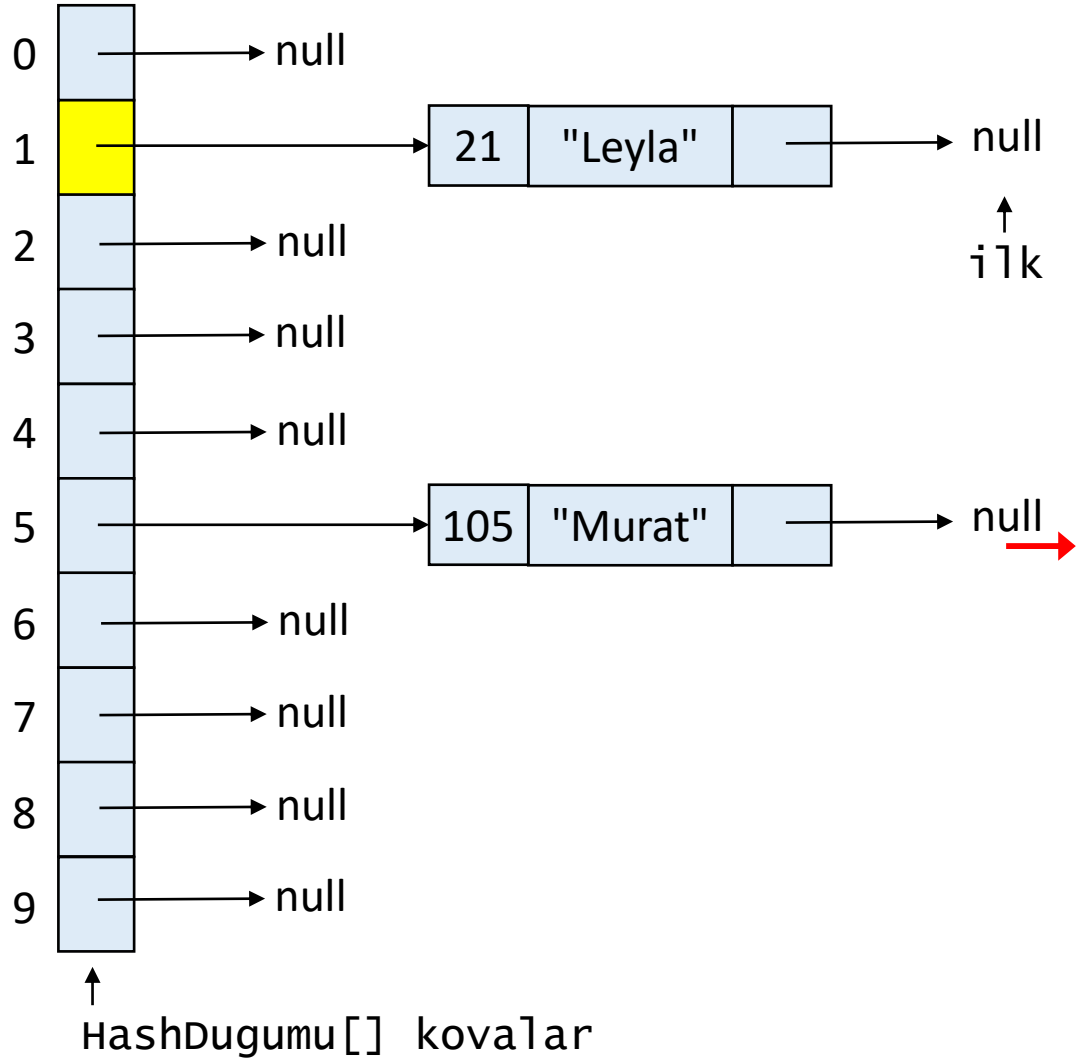 0 null
1 21 "Leyla" null
2 null
ilk
3 null
4 null
5 105 "Murat" null
6 null
7 null
8 null
9 null
HashDugumu[] kovalar